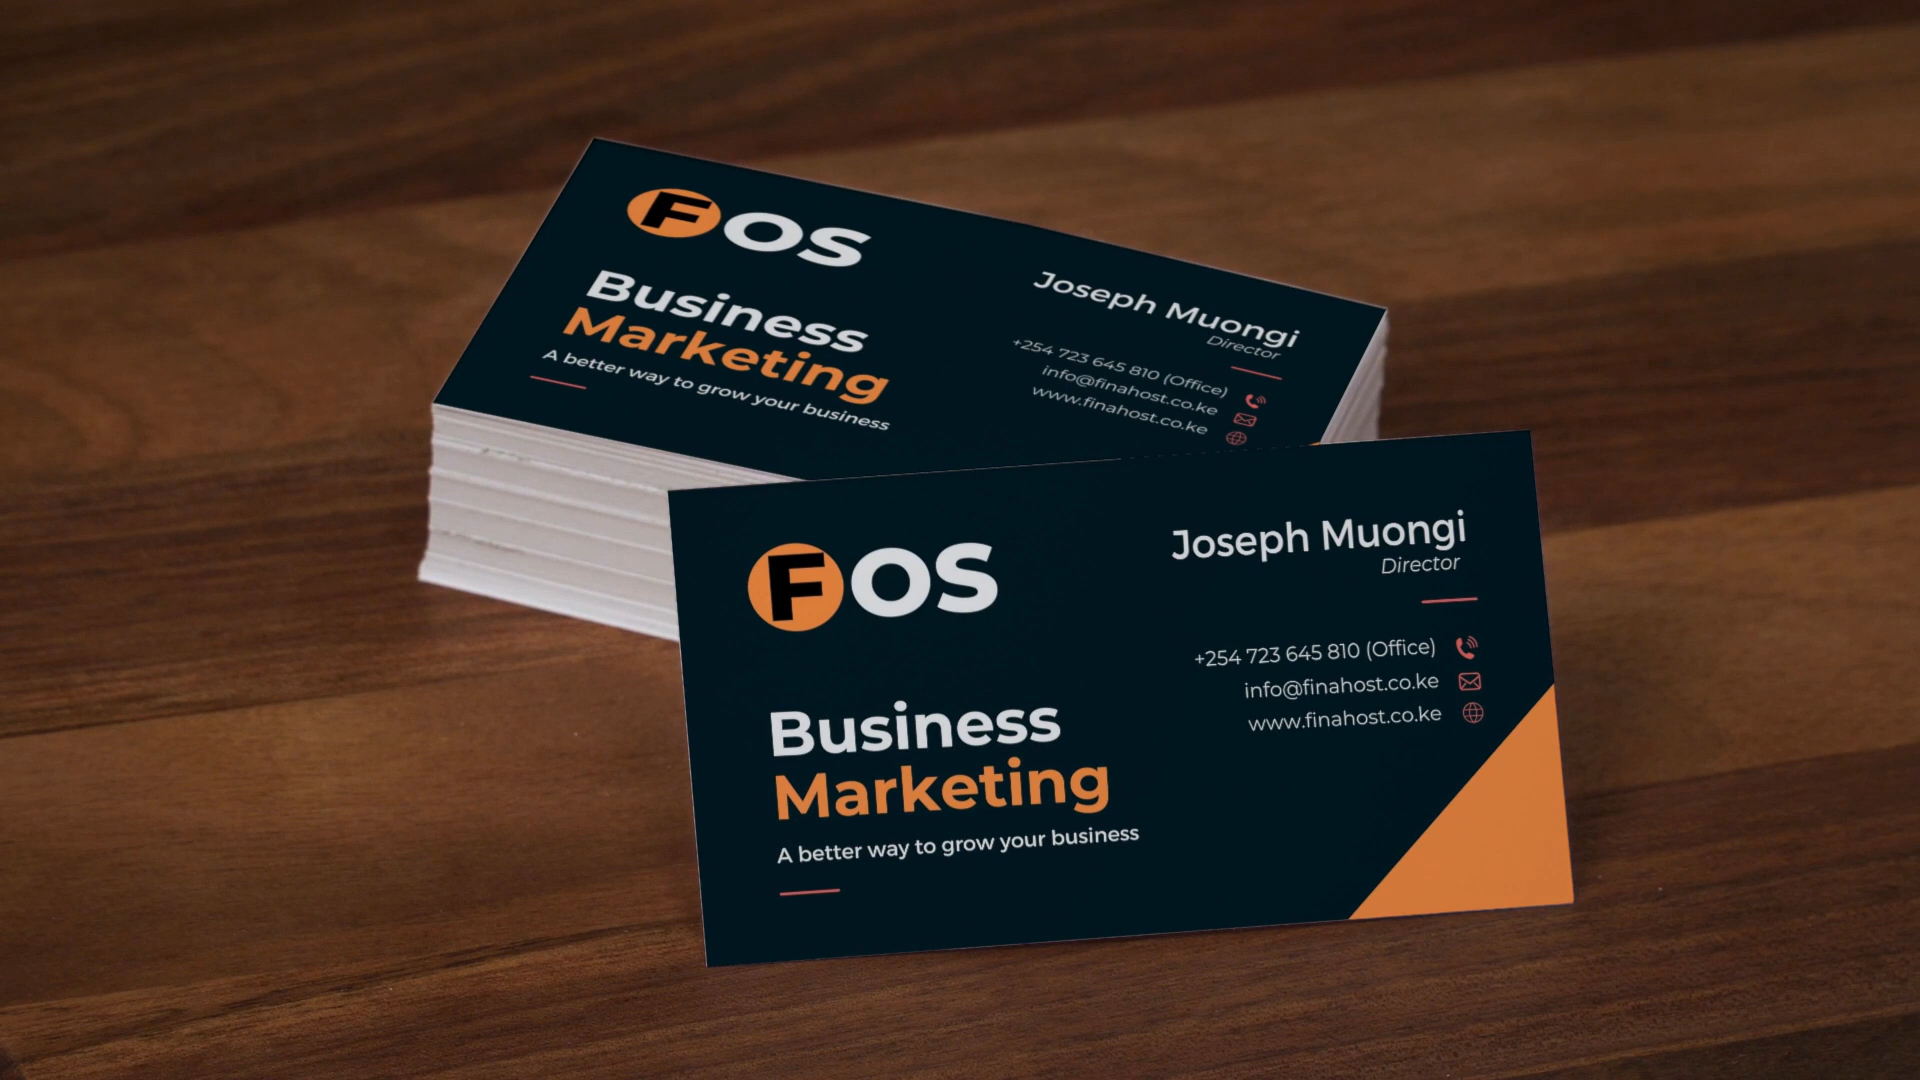 FOS
Business
Marketing
A better way to grow your business
Joseph Muongi
Director
+254 723 645 810 (Office)
info@finahost.co.ke
www.finahost.co.ke
FOS
Business
Marketing
A better way to grow your business
Joseph Muongi
Director
+254 723 645 810 (Office)
info@finahost.co.ke
www.finahost.co.ke